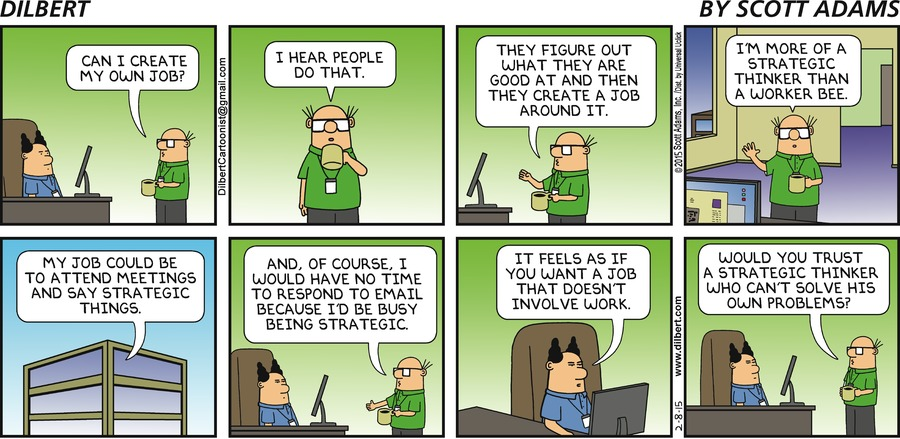 DILBERT
BY SCOTT ADAMS
CAN I CREATE
MY OWN JOB?
DilbertCartoonist@gmail.com
I HEAR PEOPLE
DO THAT.
THEY FIGURE OUT
WHAT THEY ARE
GOOD AT AND THEN
THEY CREATE A JOB
AROUND IT.
©2015 Scott Adams, Inc. /Dist. by Universal Uclick
I'M MORE OF A
STRATEGIC
THINKER THAN
A WORKER BEE.
MY JOB COULD BE
TO ATTEND MEETINGS
AND SAY STRATEGIC
THINGS.
AND, OF COURSE, I
WOULD HAVE NO TIME
TO RESPOND TO EMAIL
BECAUSE I'D BE BUSY
BEING STRATEGIC.
IT FEELS AS IF
YOU WANT A JOB
THAT DOESN'T
INVOLVE WORK.
2-8-15
www.dilbert.com
WOULD YOU TRUST
A STRATEGIC THINKER
WHO CAN'T SOLVE HIS
OWN PROBLEMS?